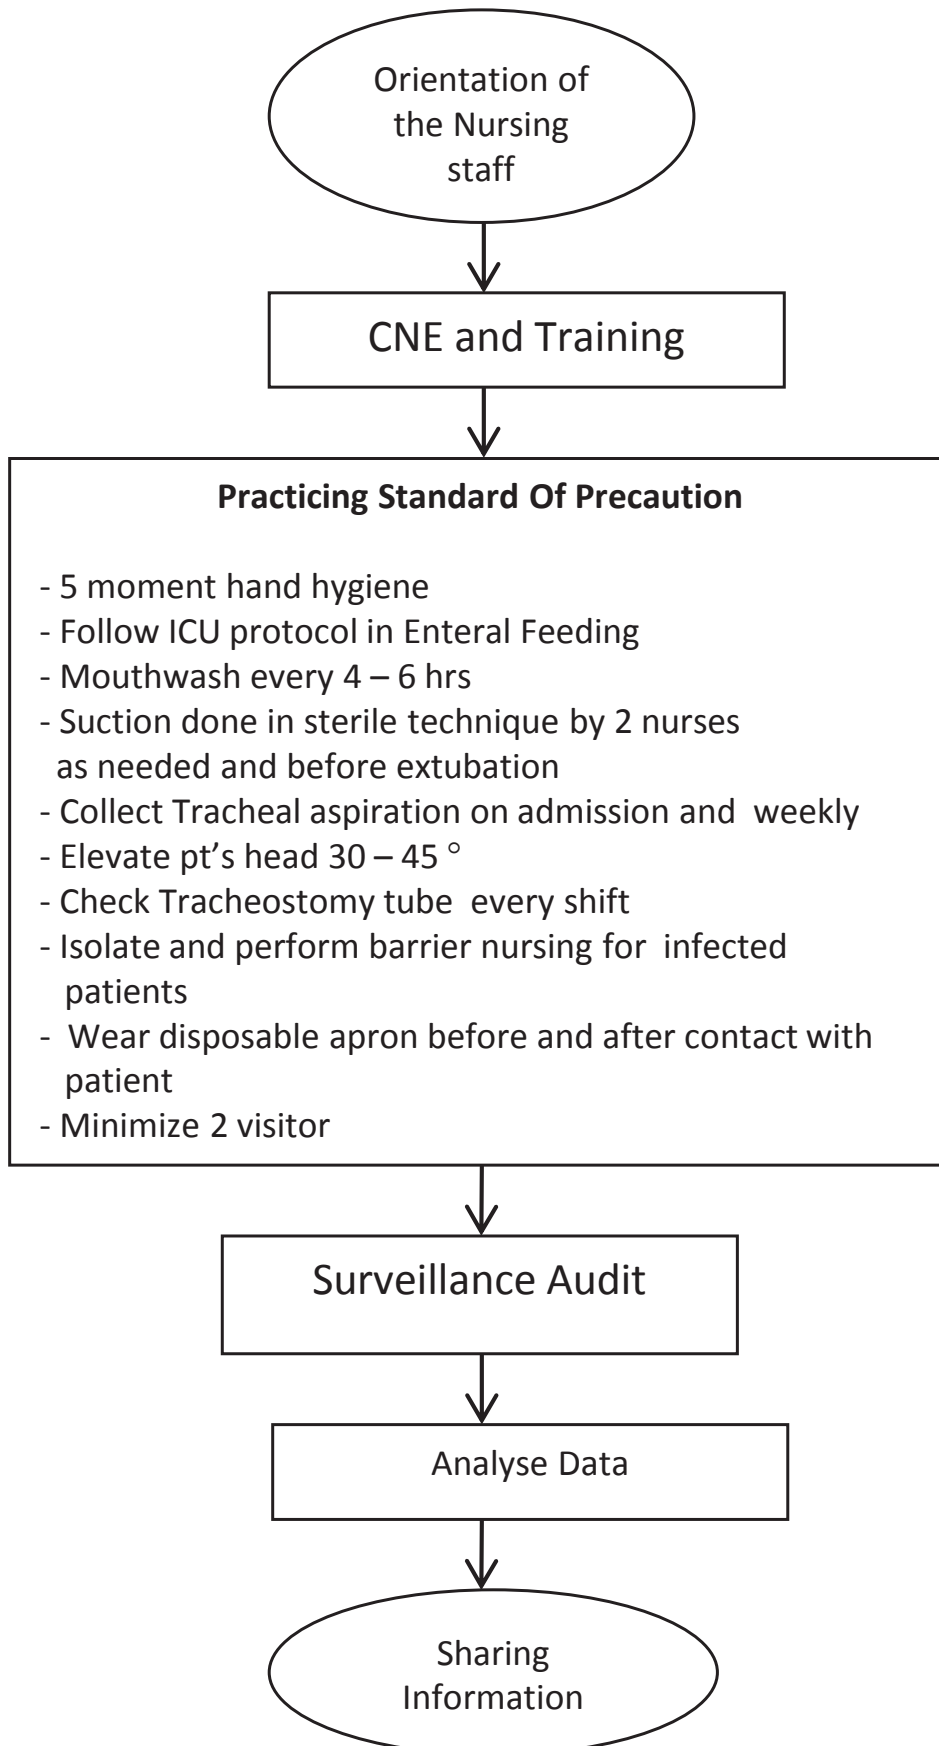 Orientation of
the Nursing
staff
CNE and Training
Practicing Standard Of Precaution
- 5 moment hand hygiene
- Follow ICU protocol in Enteral Feeding
- Mouthwash every 4 – 6 hrs
- Suction done in sterile technique by 2 nurses
as needed and before extubation
- Collect Tracheal aspiration on admission and weekly
- Elevate pt’s head 30 – 45 °
- Check Tracheostomy tube every shift
- Isolate and perform barrier nursing for infected
patients
- Wear disposable apron before and after contact with
patient
- Minimize 2 visitor
Surveillance Audit
Analyse Data
Sharing
Information